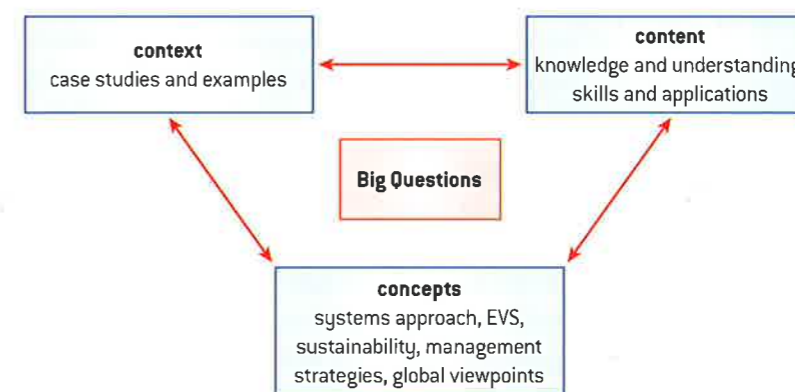 context
case studies and examples
content
knowledge and understanding
skills and applications
Big Questions
concepts
systems approach, EVS,
sustainability, management
strategies, global viewpoints